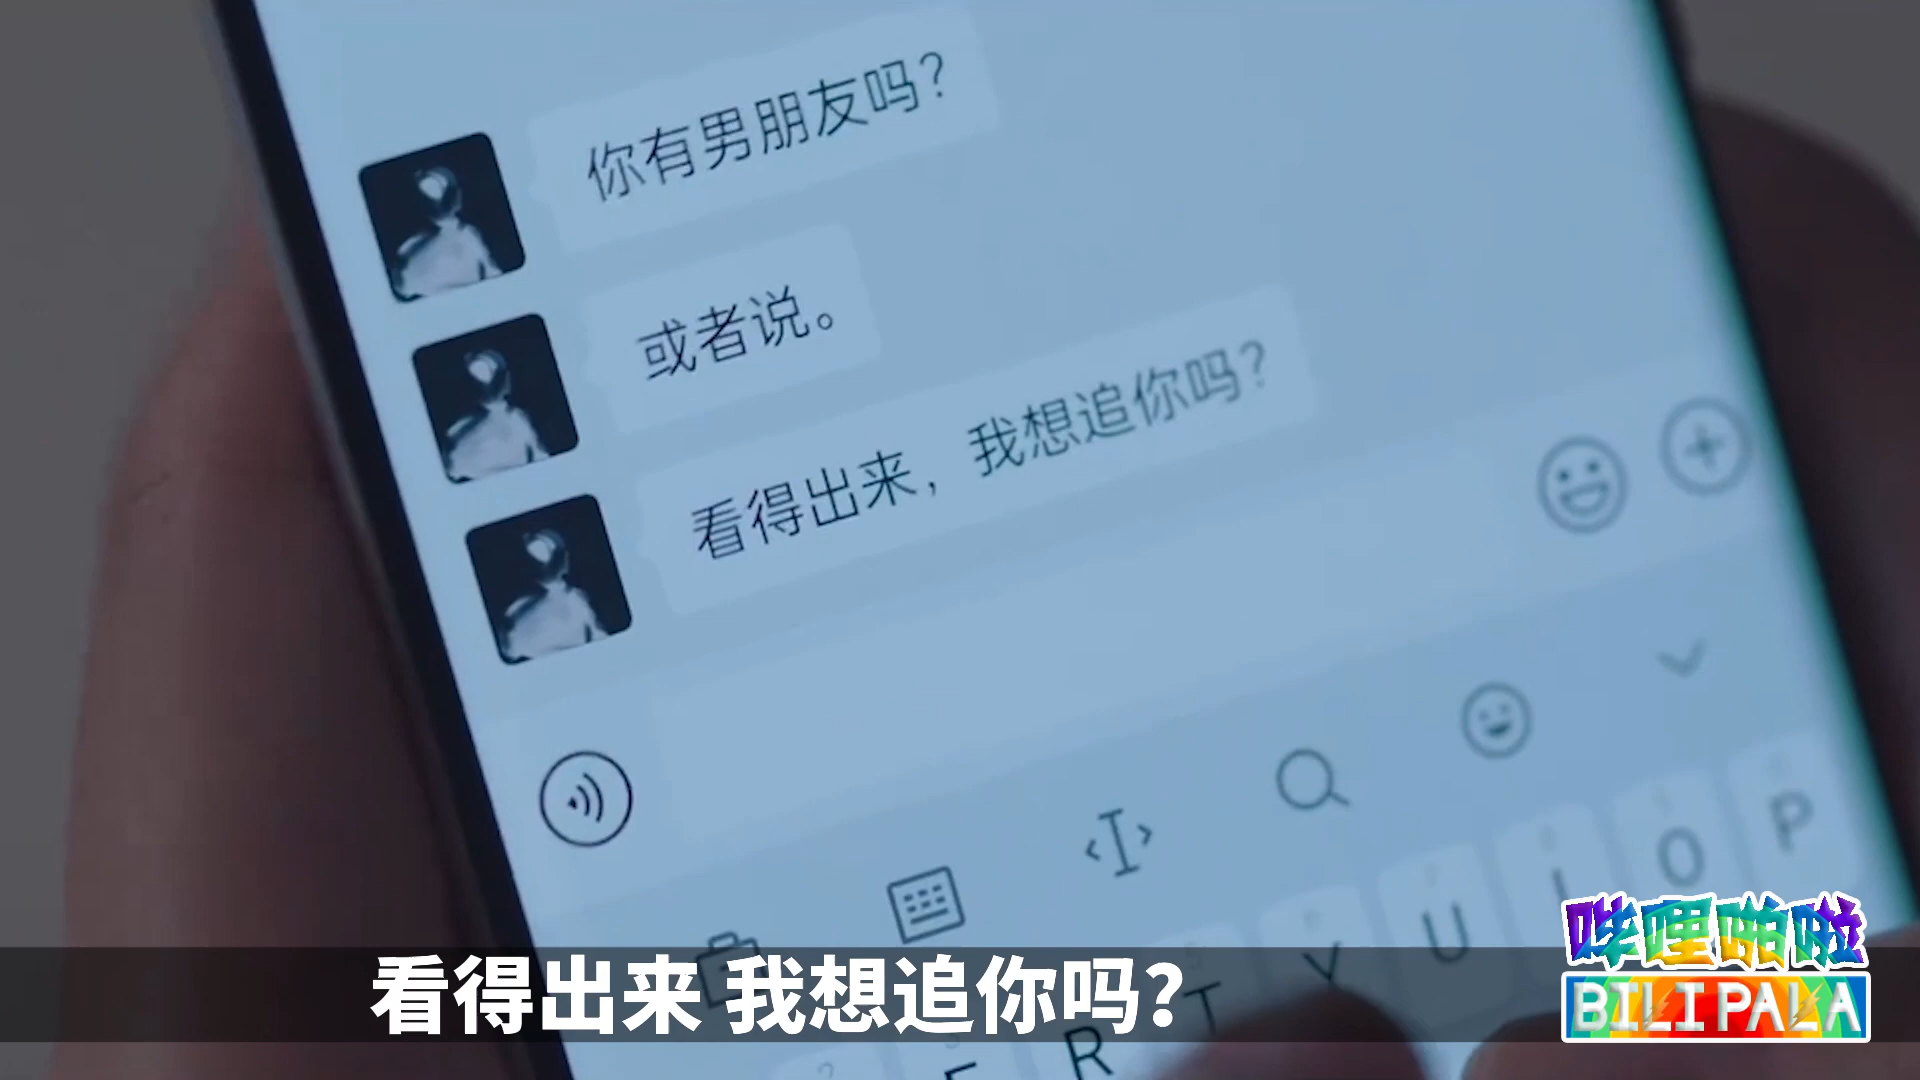 你有男朋友吗？
或者说。
看得出来，我想追你吗？
U I O P
E R T Y
看得出来 我想追你吗？
哔哩啪啦
BILIPALA